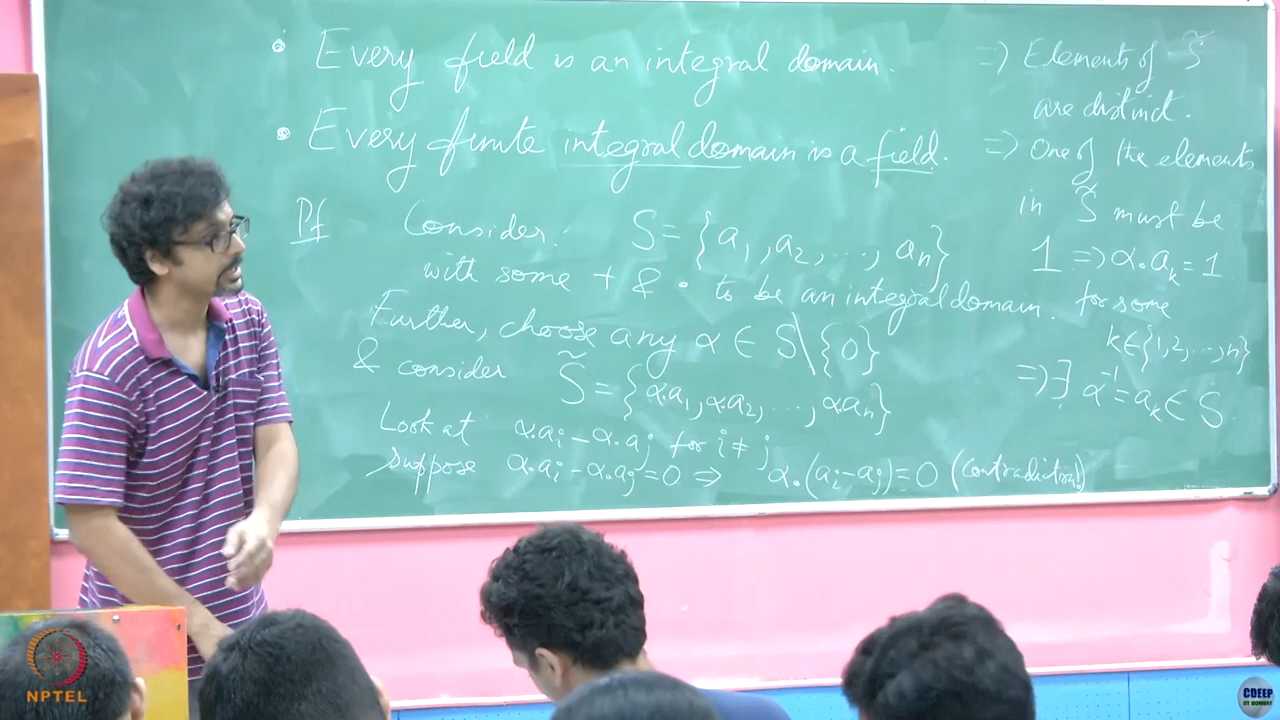 • Every field is an integral domain.
• Every finite integral domain is a field.
Pf Consider: S = {a₁, a₂, ..., aₙ}
with some + & • to be an integral domain.
Further, choose any α ∈ S\{0}
& consider S̃ = {α.a₁, α.a₂, ..., α.aₙ}
Look at α.aᵢ - α.aⱼ for i ≠ j
suppose α.aᵢ - α.aⱼ = 0 ⇒ α.(aᵢ - aⱼ) = 0 (Contradiction!)
⇒ Elements of S̃
are distinct.
⇒ One of the elements
in S̃ must be
1 ⇒ α.aₖ = 1
for some
k ∈ {1, 2, ..., n}
⇒ ∃ α⁻¹ = aₖ ∈ S.
NPTEL
CDEEP
IIT BOMBAY